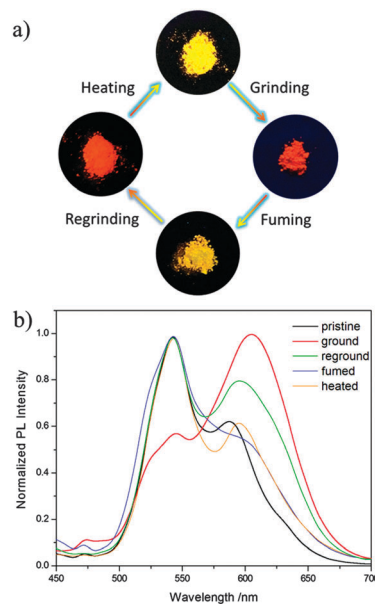 a)
Heating
Grinding
Regrinding
Fuming
b)
pristine
ground
reground
fumed
heated
Normalized PL Intensity
1.0
0.8
0.6
0.4
0.2
0.0
450
500
550
600
650
700
Wavelength /nm